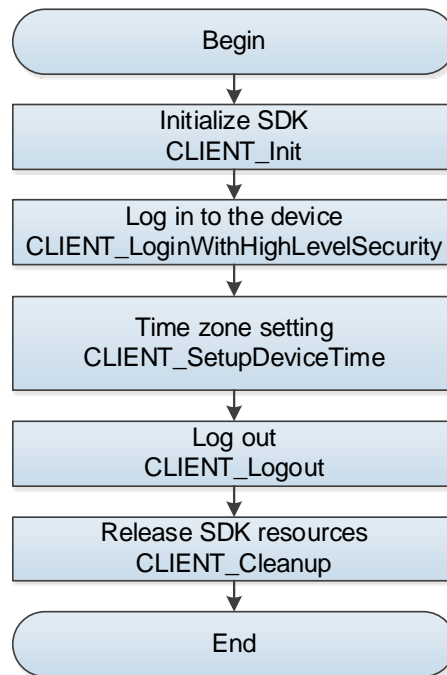 Begin
Initialize SDK
CLIENT_Init
Log in to the device
CLIENT_LoginWithHighLevelSecurity
Time zone setting
CLIENT_SetupDeviceTime
Log out
CLIENT_Logout
Release SDK resources
CLIENT_Cleanup
End